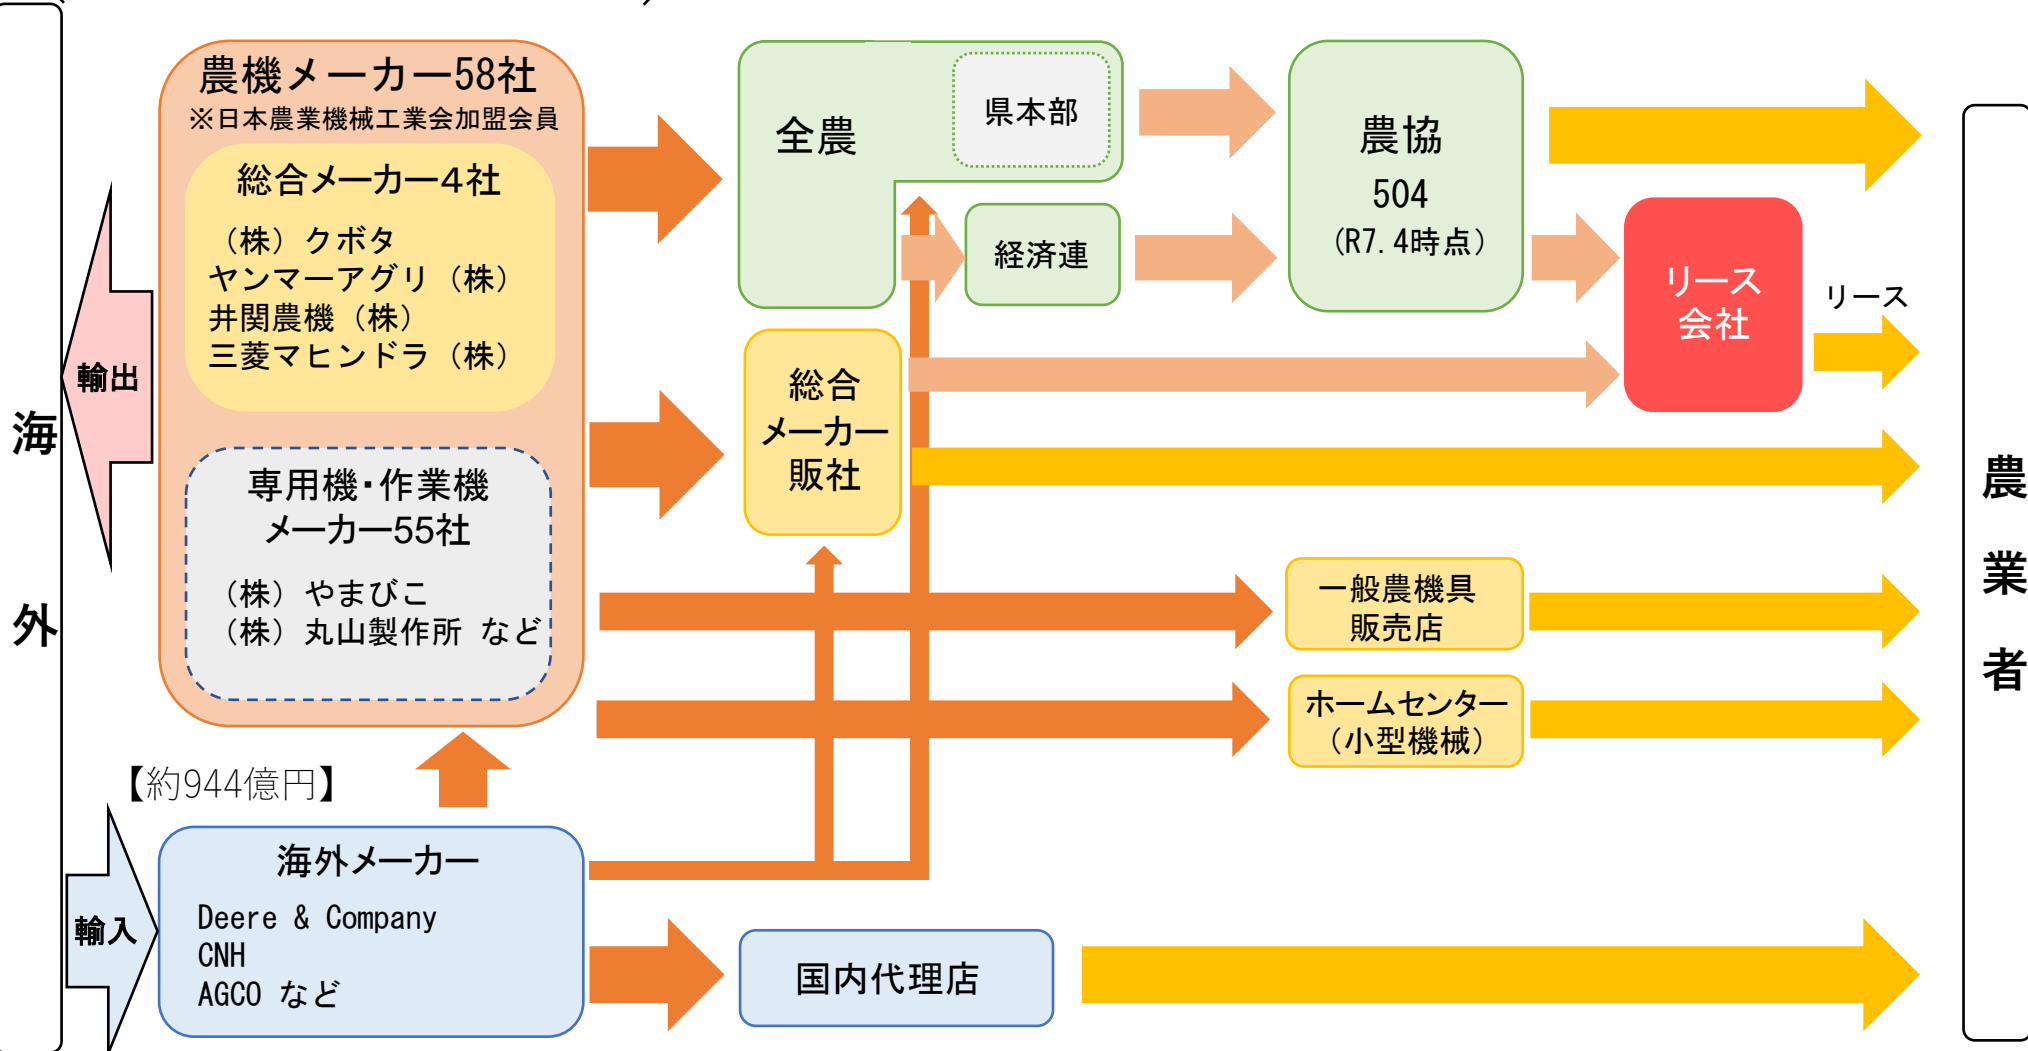 農機メーカー58社
※日本農業機械工業会加盟会員
総合メーカー4社
（株）クボタ
ヤンマーアグリ（株）
井関農機（株）
三菱マヒンドラ（株）
専用機・作業機
メーカー55社
（株）やまびこ
（株）丸山製作所 など
輸出
海外
【約944億円】
輸入
海外メーカー
Deere & Company
CNH
AGCO など
全農
県本部
経済連
農協
504
（R7.4時点）
リース
会社
リース
総合
メーカー
販社
一般農機具
販売店
ホームセンター
（小型機械）
国内代理店
農業者